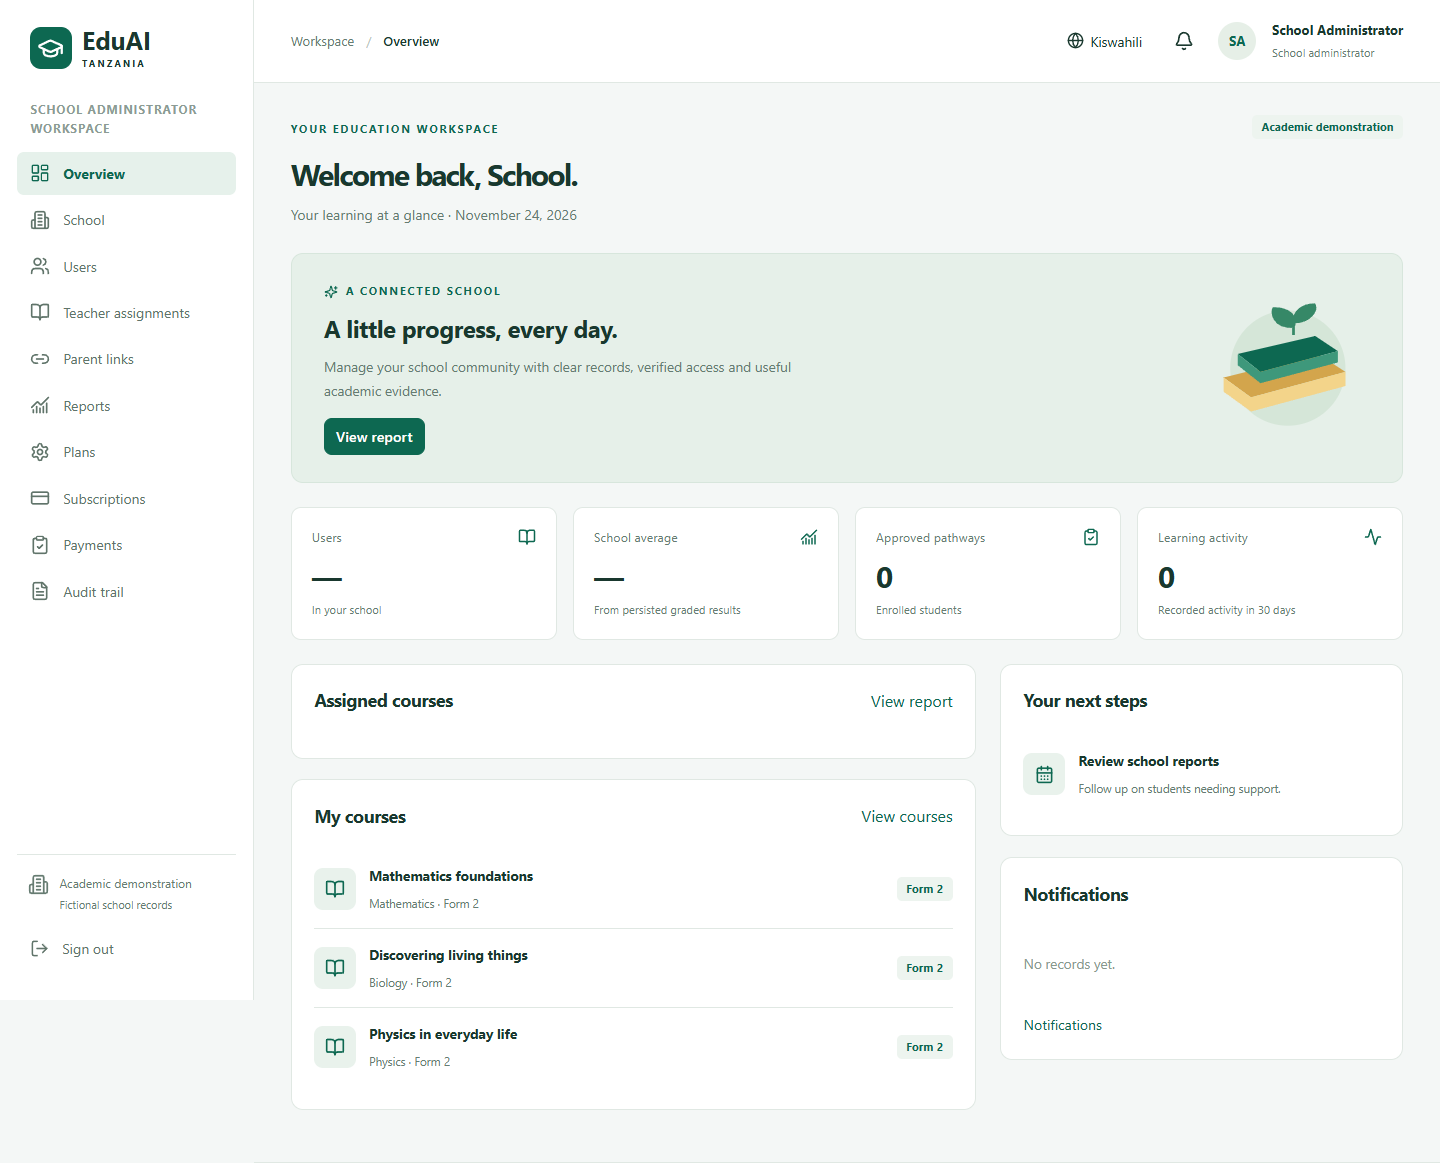 EduAI
TANZANIA
SCHOOL ADMINISTRATOR
WORKSPACE
Overview
School
Users
Teacher assignments
Parent links
Reports
Plans
Subscriptions
Payments
Audit trail
Academic demonstration
Fictional school records
Sign out
Workspace / Overview
Kiswahili
SA
School Administrator
School administrator
YOUR EDUCATION WORKSPACE
Academic demonstration
Welcome back, School.
Your learning at a glance · November 24, 2026
A CONNECTED SCHOOL
A little progress, every day.
Manage your school community with clear records, verified access and useful
academic evidence.
View report
Users
—
In your school
School average
—
From persisted graded results
Approved pathways
0
Enrolled students
Learning activity
0
Recorded activity in 30 days
Assigned courses
View report
My courses
View courses
Mathematics foundations
Mathematics · Form 2
Form 2
Discovering living things
Biology · Form 2
Form 2
Physics in everyday life
Physics · Form 2
Form 2
Your next steps
Review school reports
Follow up on students needing support.
Notifications
No records yet.
Notifications